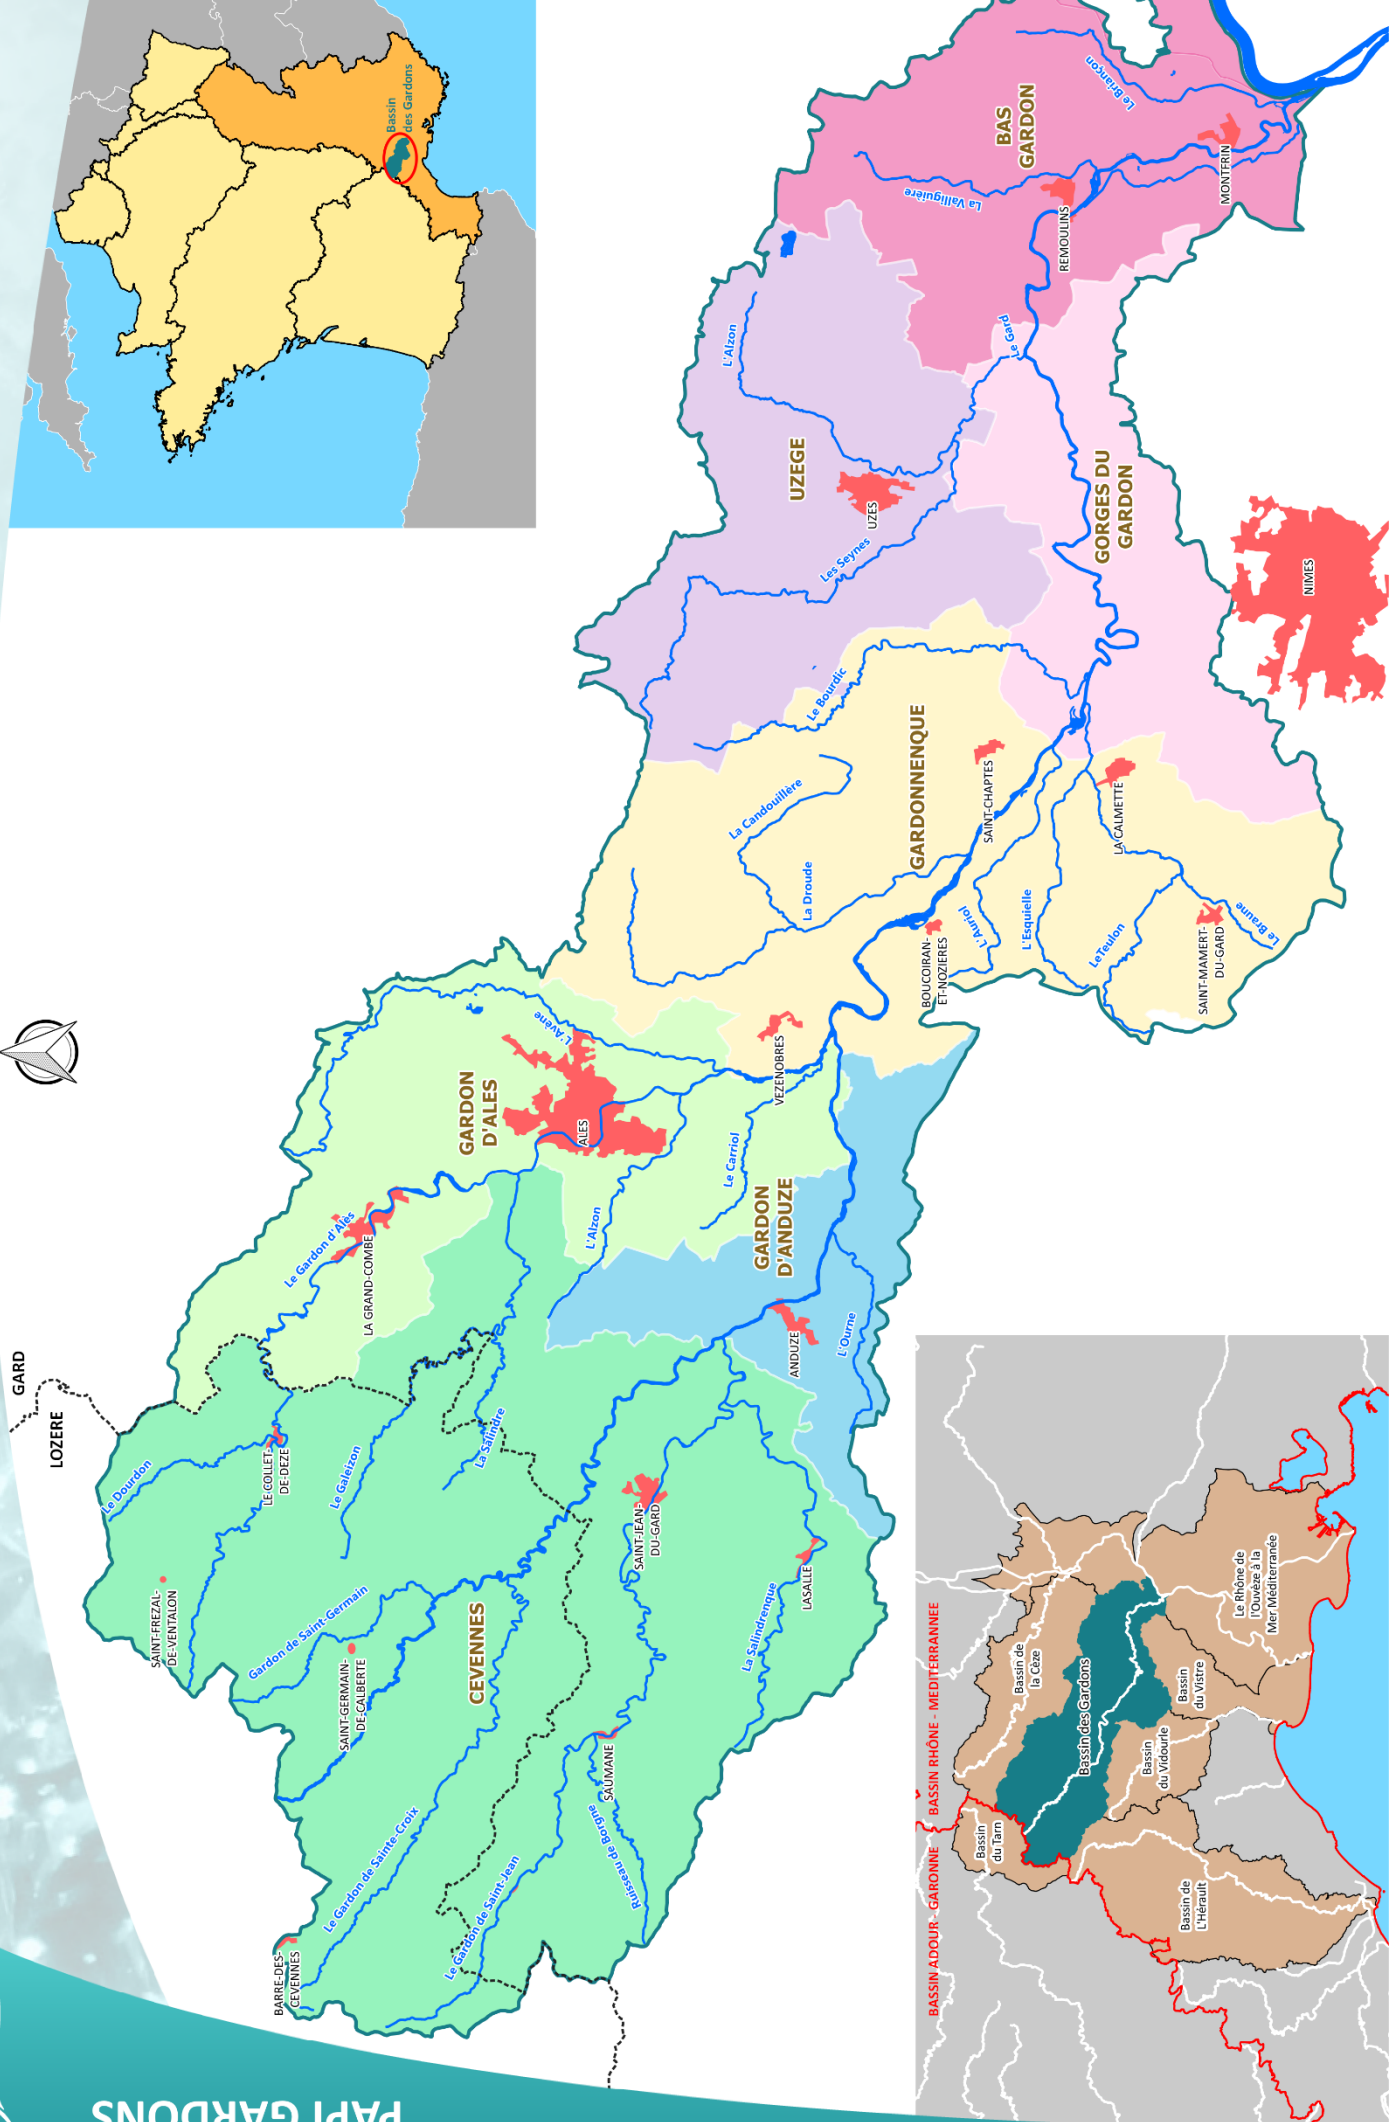 PAPI GARDONS
LOZERE
GARD
BARRE-DES-
CEVENNES
SAINT-FREZAL-
DE-VENTALON
Le Dourdon
LE-COLLET-
DE-DEZE
Le Galeizon
Gardon de Saint-Germain
SAINT-GERMAIN-
DE-CALBERTE
Le Gardon de Sainte-Croix
CEVENNES
La Salindre
Le Gardon de Saint-Jean
SAUMANE
Ruisseau de Borgne
SAINT-JEAN-
DU-GARD
La Salindrenque
LASALLE
Le Gardon d'Alès
LA GRAND-COMBE
GARDON
D'ALES
ALES
L'Avène
L'Alzon
Le Carriol
GARDON
D'ANDUZE
ANDUZE
L'Ourne
VEZENOBRES
BOUCOIRAN-
ET-NOZIERES
La Droude
La Candouillère
GARDONNENQUE
Le Bourdic
SAINT-CHAPTES
L'Auriol
L'Esquielle
Le Teulon
LA CALMETTE
SAINT-MAMERT-
DU-GARD
Le Braune
UZEGE
UZES
Les Seynes
L'Alzon
GORGES DU
GARDON
Le Gard
NIMES
BAS
GARDON
La Valliguière
Le Briançon
REMOULINS
MONTFRIN
Bassin
des Gardons
BASSIN ADOUR - GARONNE
BASSIN RHÔNE - MEDITERRANNEE
Bassin
du Tarn
Bassin de
la Cèze
Bassin des Gardons
Bassin
du Vidourle
Bassin
du Vistre
Bassin de
L'Hérault
Le Rhône de
l'Ouvèze à la
Mer Méditerranée